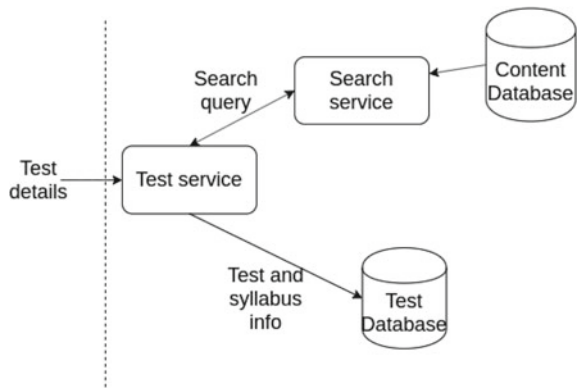 Search
query
Search
service
Content
Database
Test
details
Test service
Test and
syllabus
info
Test
Database